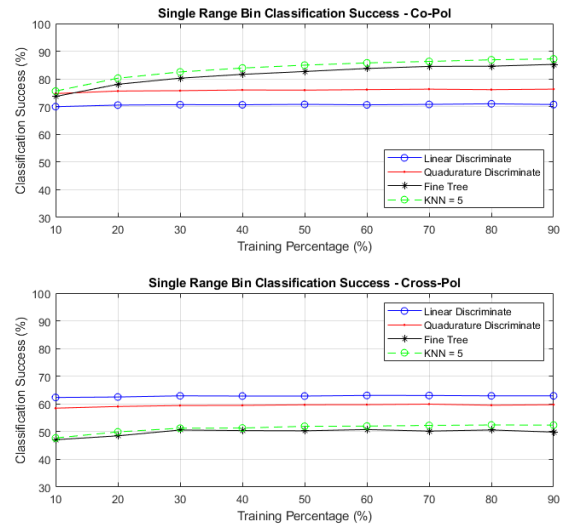 Single Range Bin Classification Success - Co-Pol
Classification Success (%)
100
90
80
70
60
50
40
30
10 20 30 40 50 60 70 80 90
Training Percentage (%)
Linear Discriminate
Quadurature Discriminate
Fine Tree
KNN = 5
Single Range Bin Classification Success - Cross-Pol
Classification Success (%)
100
90
80
70
60
50
40
30
10 20 30 40 50 60 70 80 90
Training Percentage (%)
Linear Discriminate
Quadurature Discriminate
Fine Tree
KNN = 5